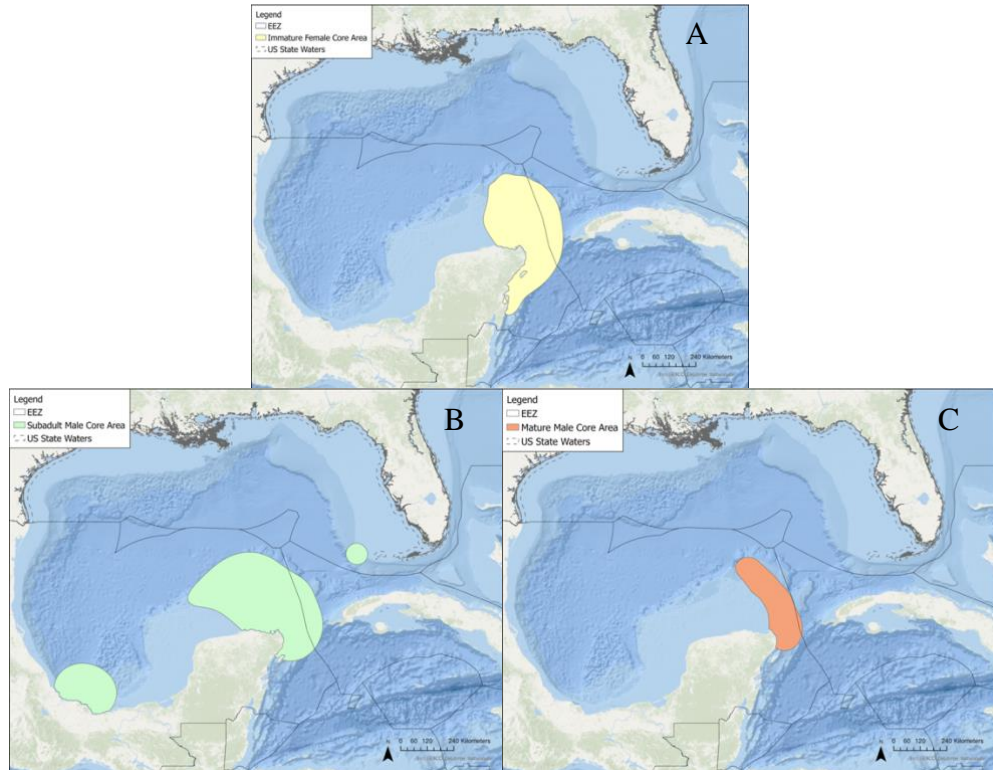 Legend
EEZ
Immature Female Core Area
US State Waters
A
N
0 60 120 240 Kilometers
Legend
EEZ
Subadult Male Core Area
US State Waters
B
0 60 120 240 Kilometers
Legend
EEZ
Mature Male Core Area
US State Waters
C
0 60 120 240 Kilometers